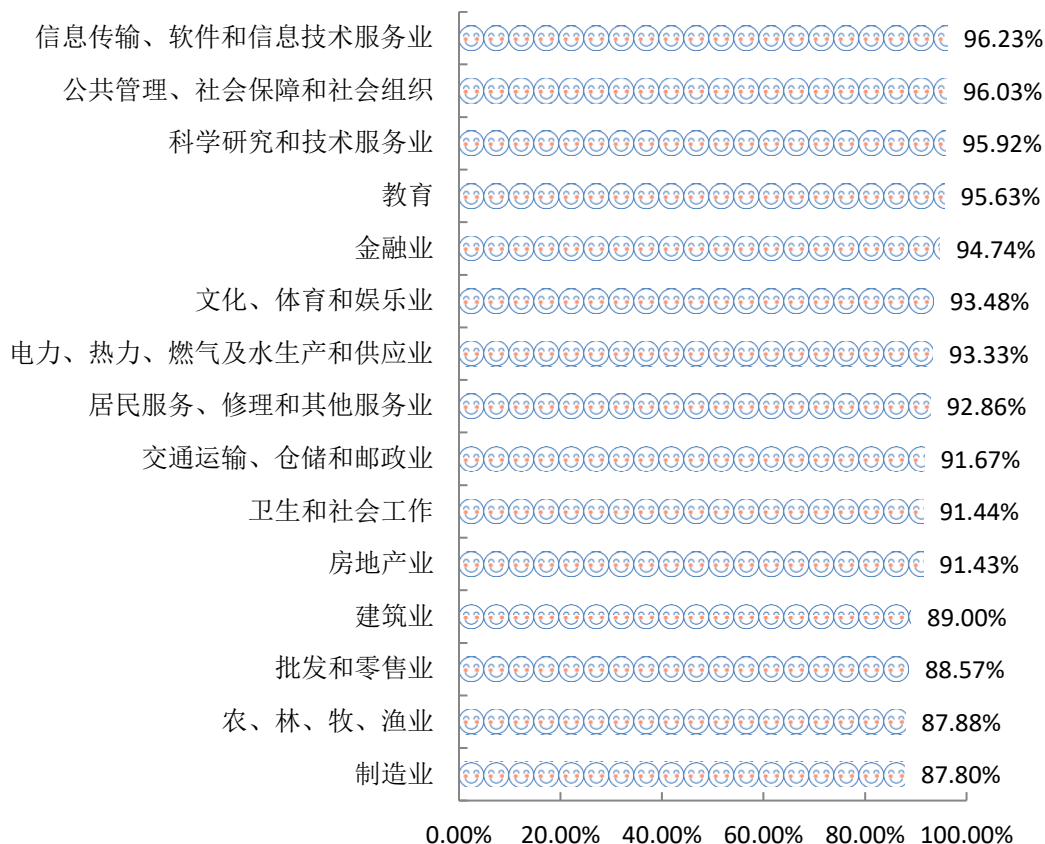 信息传输、软件和信息技术服务业 96.23%
公共管理、社会保障和社会组织 96.03%
科学研究和技术服务业 95.92%
教育 95.63%
金融业 94.74%
文化、体育和娱乐业 93.48%
电力、热力、燃气及水生产和供应业 93.33%
居民服务、修理和其他服务业 92.86%
交通运输、仓储和邮政业 91.67%
卫生和社会工作 91.44%
房地产业 91.43%
建筑业 89.00%
批发和零售业 88.57%
农、林、牧、渔业 87.88%
制造业 87.80%
0.00% 20.00% 40.00% 60.00% 80.00% 100.00%